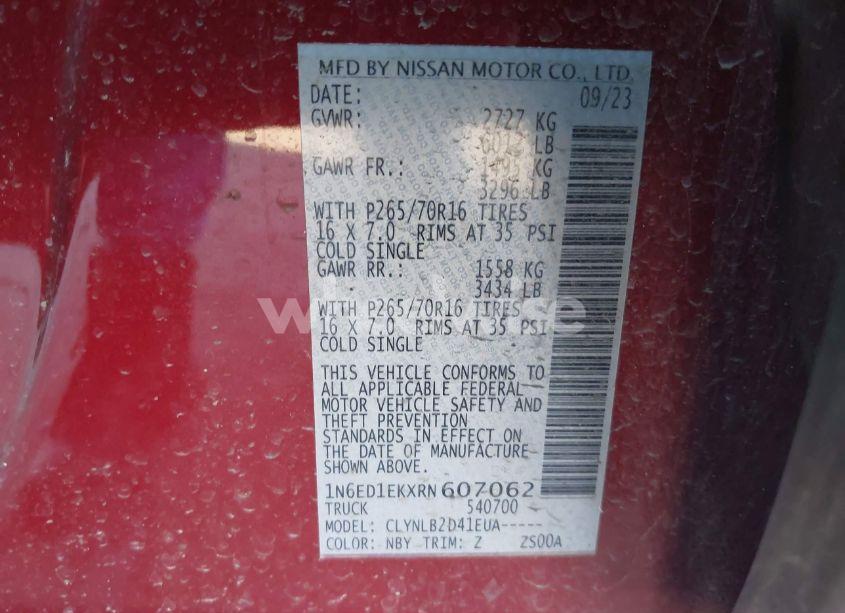 MFD BY NISSAN MOTOR CO., LTD.
DATE: 09/23
GVWR: 2727 KG
6012 LB
GAWR FR.: 1495 KG
3296 LB
WITH P265/70R16 TIRES
16 X 7.0 RIMS AT 35 PSI
COLD SINGLE
GAWR RR.: 1558 KG
3434 LB
WITH P265/70R16 TIRES
16 X 7.0 RIMS AT 35 PSI
COLD SINGLE
THIS VEHICLE CONFORMS TO
ALL APPLICABLE FEDERAL
MOTOR VEHICLE SAFETY AND
THEFT PREVENTION
STANDARDS IN EFFECT ON
THE DATE OF MANUFACTURE
SHOWN ABOVE.
1N6ED1EKXRN607062
TRUCK 540700
MODEL: CLYNLB2D41EUA-----
COLOR: NBY TRIM: Z ZS00A